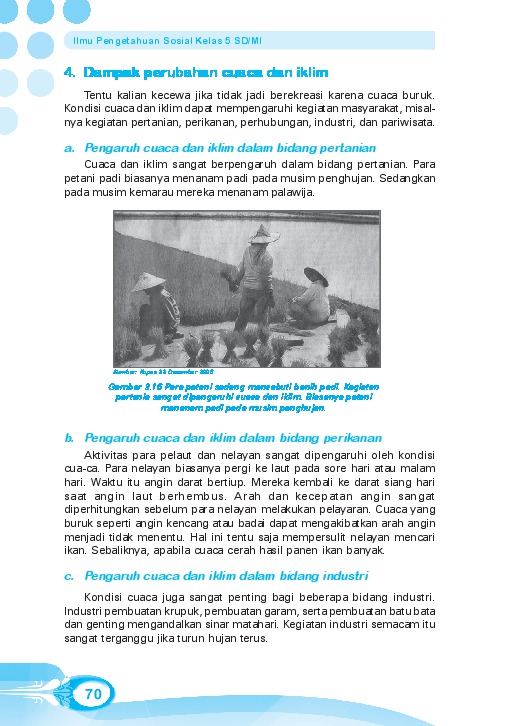 Ilmu Pengetahuan Sosial Kelas 5 SD/MI
4. Dampak perubahan cuaca dan iklim
Tentu kalian kecewa jika tidak jadi berekreasi karena cuaca buruk.
Kondisi cuaca dan iklim dapat mempengaruhi kegiatan masyarakat, misal-
nya kegiatan pertanian, perikanan, perhubungan, industri, dan pariwisata.
a. Pengaruh cuaca dan iklim dalam bidang pertanian
Cuaca dan iklim sangat berpengaruh dalam bidang pertanian. Para
petani padi biasanya menanam padi pada musim penghujan. Sedangkan
pada musim kemarau mereka menanam palawija.
Sumber: Kupas 23 Desember 2006
Gambar 3.16 Para petani sedang mencabuti benih padi. Kegiatan
pertania sangat dipengaruhi cuaca dan iklim. Biasanya petani
menanam padi pada musim penghujan.
b. Pengaruh cuaca dan iklim dalam bidang perikanan
Aktivitas para pelaut dan nelayan sangat dipengaruhi oleh kondisi
cua-ca. Para nelayan biasanya pergi ke laut pada sore hari atau malam
hari. Waktu itu angin darat bertiup. Mereka kembali ke darat siang hari
saat angin laut berhembus. Arah dan kecepatan angin sangat
diperhitungkan sebelum para nelayan melakukan pelayaran. Cuaca yang
buruk seperti angin kencang atau badai dapat mengakibatkan arah angin
menjadi tidak menentu. Hal ini tentu saja mempersulit nelayan mencari
ikan. Sebaliknya, apabila cuaca cerah hasil panen ikan banyak.
c. Pengaruh cuaca dan iklim dalam bidang industri
Kondisi cuaca juga sangat penting bagi beberapa bidang industri.
Industri pembuatan krupuk, pembuatan garam, serta pembuatan batu bata
dan genting mengandalkan sinar matahari. Kegiatan industri semacam itu
sangat terganggu jika turun hujan terus.
70